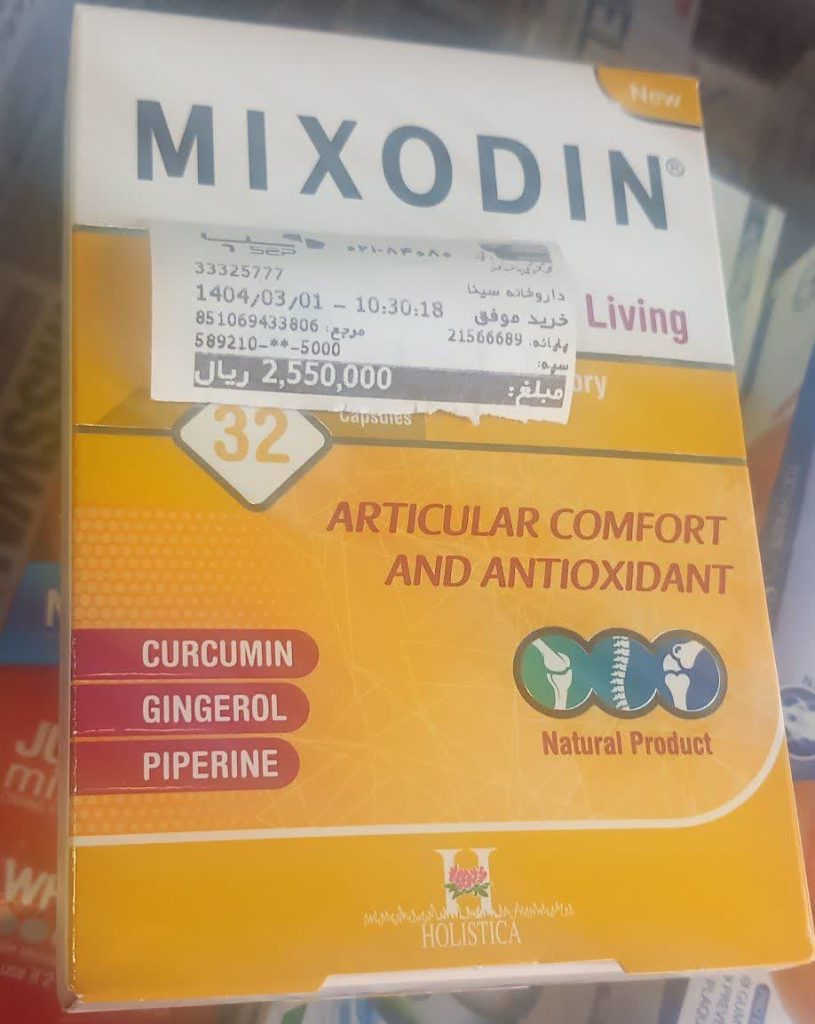 New
MIXODIN®
Living
۰۲۱-۸۴۰۸۰
SEP
33325777
داروخانه سینا
1404/03/01 - 10:30:18
خرید موفق
851069433806 مرجع:
پایانه: 21566689
589210-**-5000
مبلغ: 2,550,000 ریال
32
Capsules
ARTICULAR COMFORT
AND ANTIOXIDANT
CURCUMIN
GINGEROL
PIPERINE
Natural Product
H
HOLISTICA